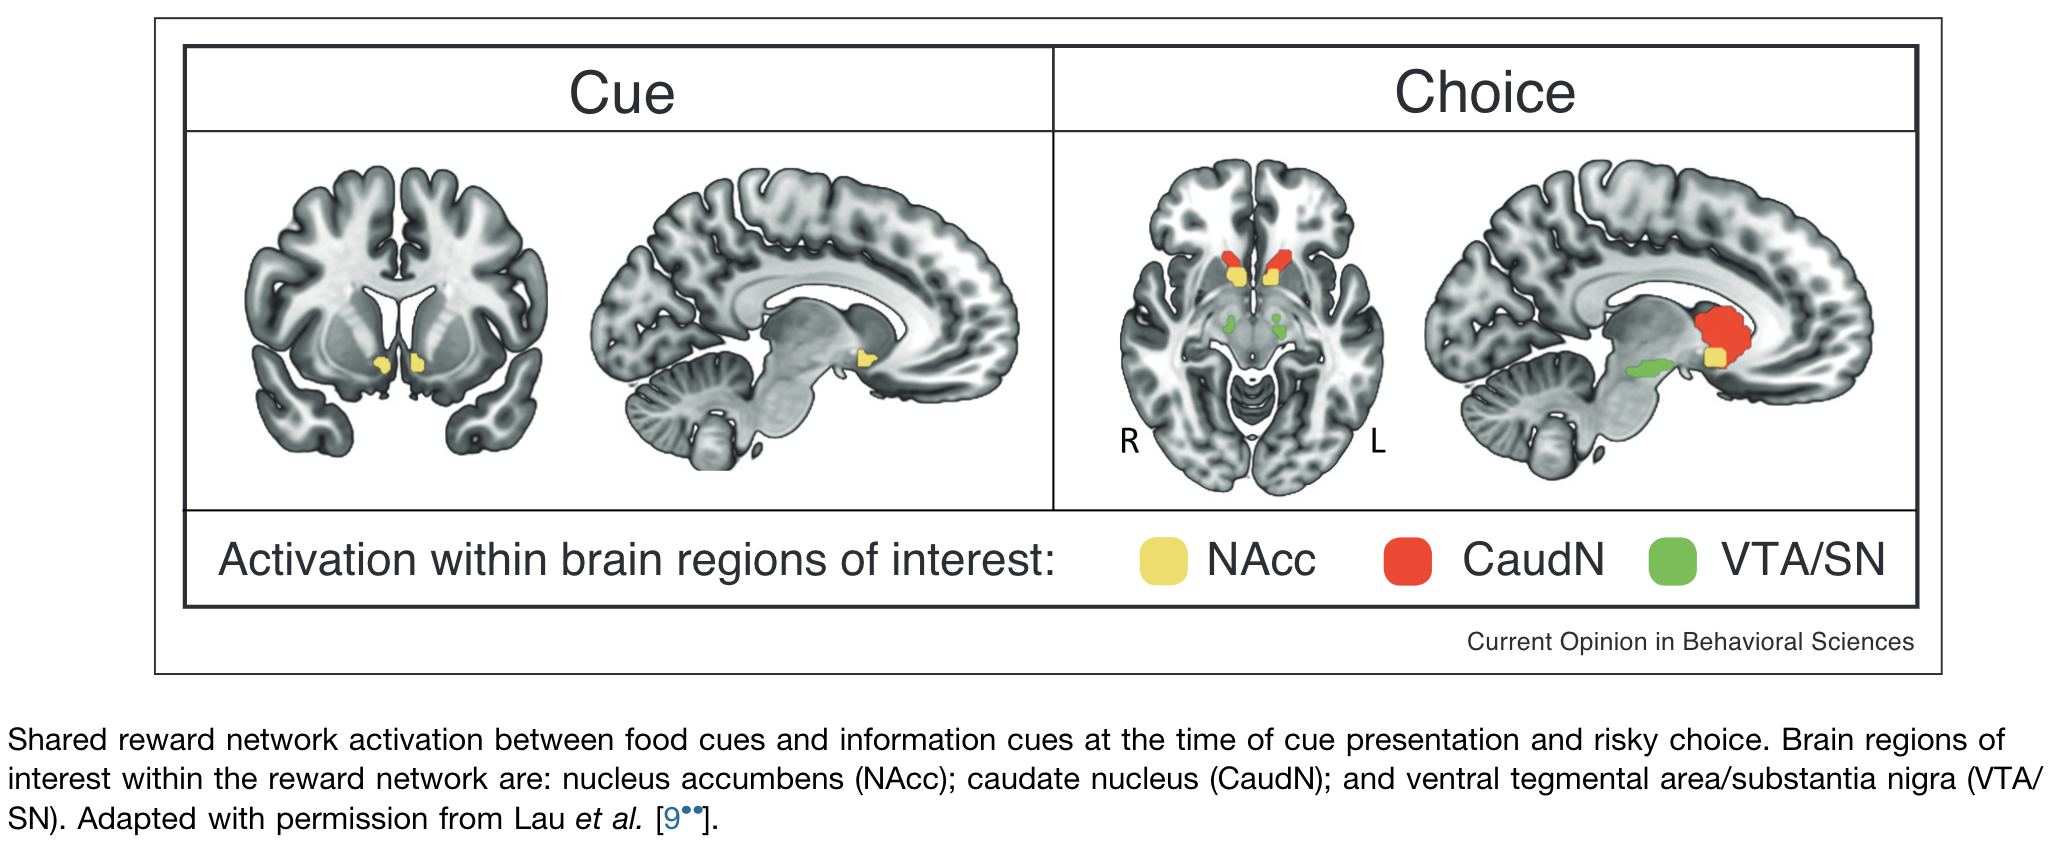 Cue
Choice
R
L
Activation within brain regions of interest:
NAcc
CaudN
VTA/SN
Current Opinion in Behavioral Sciences
Shared reward network activation between food cues and information cues at the time of cue presentation and risky choice. Brain regions of
interest within the reward network are: nucleus accumbens (NAcc); caudate nucleus (CaudN); and ventral tegmental area/substantia nigra (VTA/
SN). Adapted with permission from Lau et al. [9••].